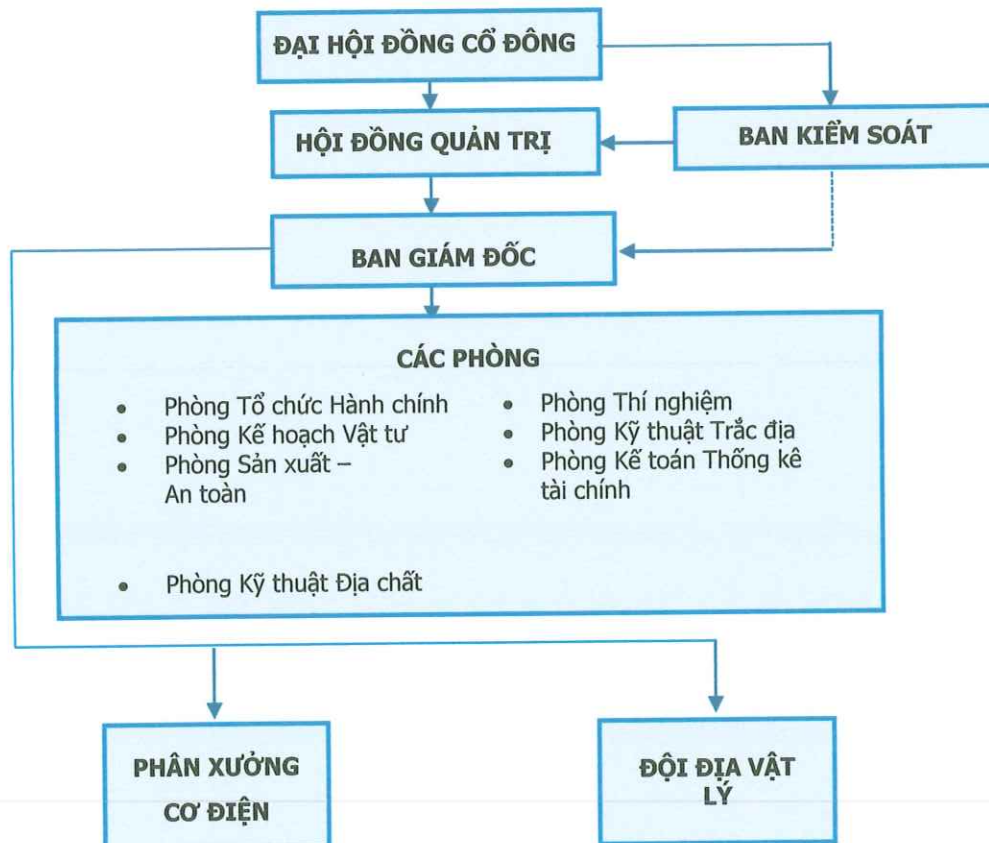 ĐẠI HỘI ĐỒNG CỔ ĐÔNG
HỘI ĐỒNG QUẢN TRỊ
BAN KIỂM SOÁT
BAN GIÁM ĐỐC
CÁC PHÒNG
• Phòng Tổ chức Hành chính
• Phòng Kế hoạch Vật tư
• Phòng Sản xuất –
An toàn
• Phòng Kỹ thuật Địa chất
• Phòng Thí nghiệm
• Phòng Kỹ thuật Trắc địa
• Phòng Kế toán Thống kê
tài chính
PHÂN XƯỞNG
CƠ ĐIỆN
ĐỘI ĐỊA VẬT
LÝ